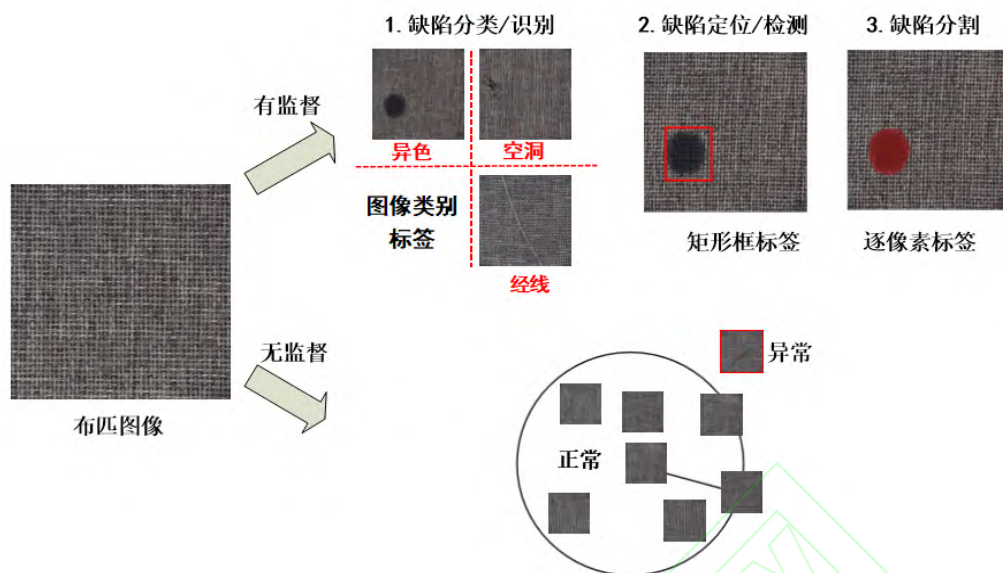 1. 缺陷分类/识别
2. 缺陷定位/检测
3. 缺陷分割
有监督
异色
空洞
图像类别
标签
经线
矩形框标签
逐像素标签
布匹图像
无监督
异常
正常